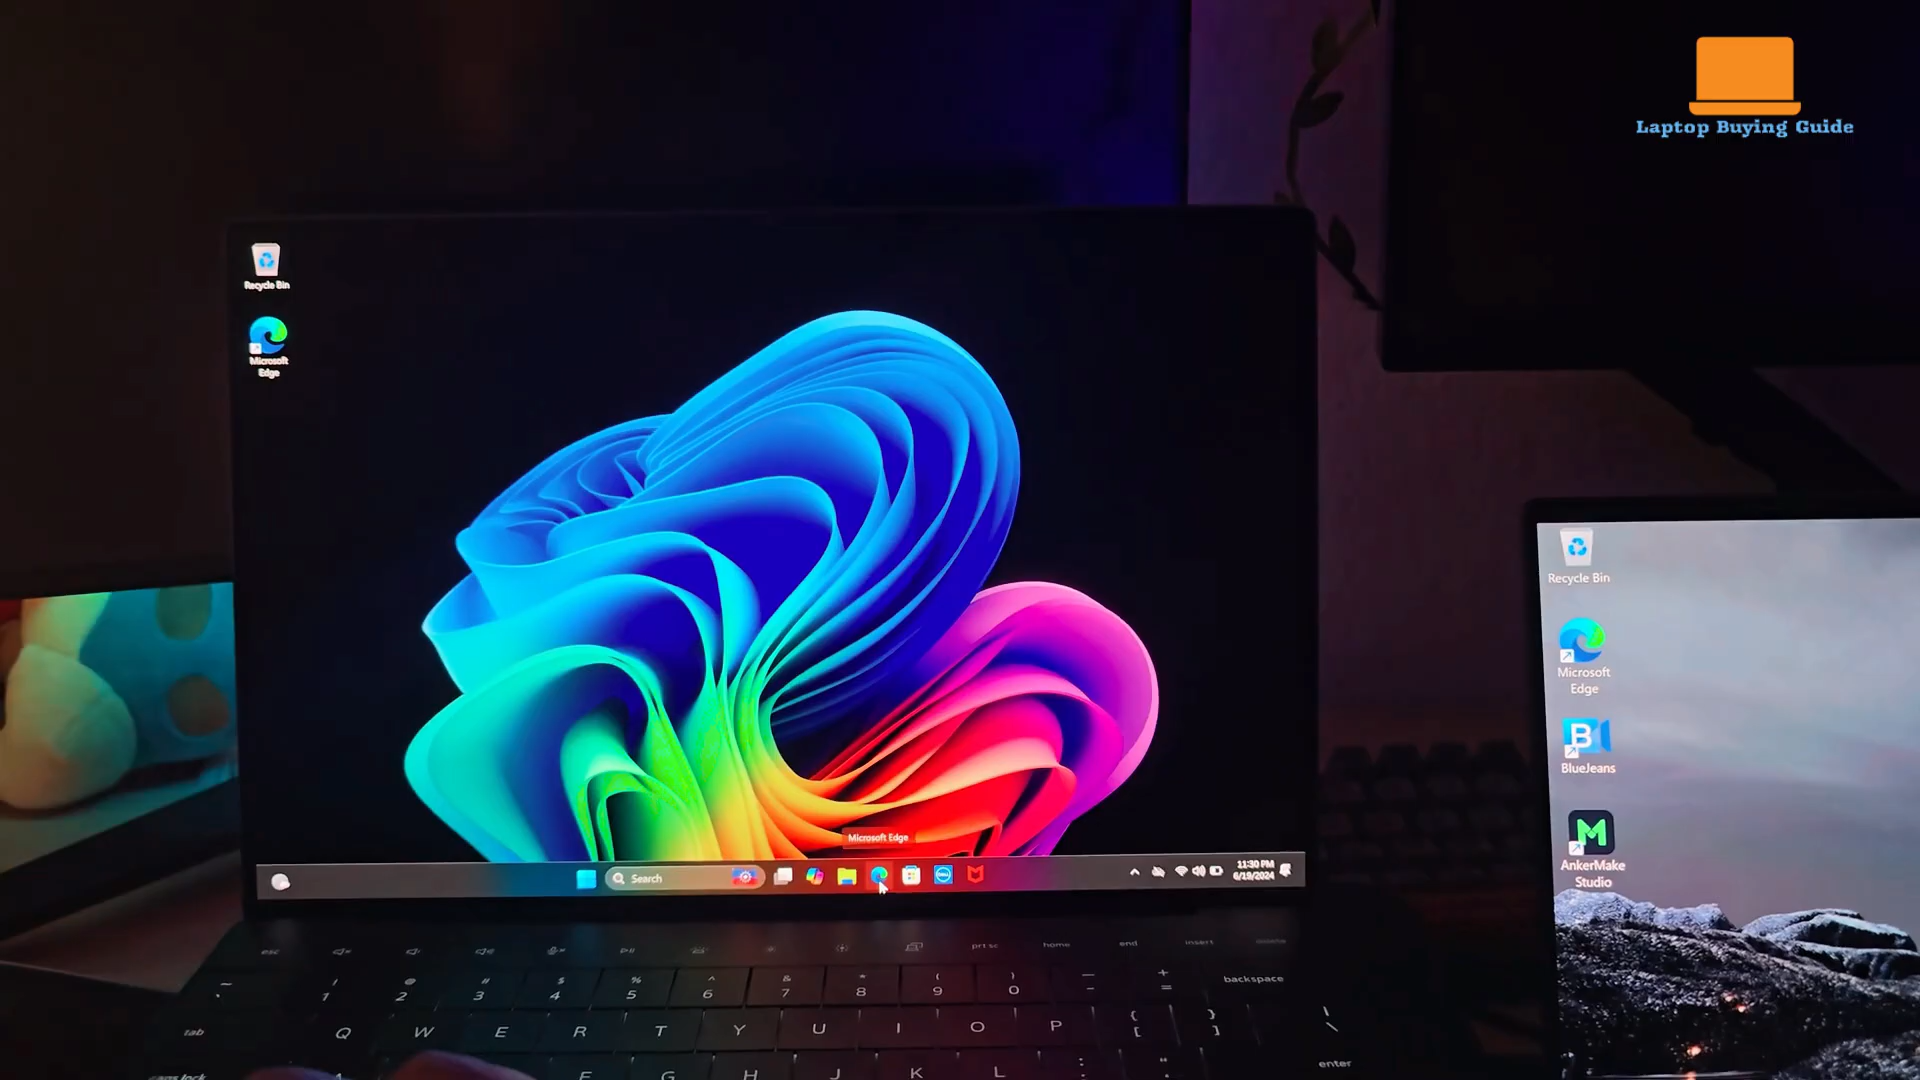 Laptop Buying Guide
Recycle Bin
Microsoft
Edge
Microsoft Edge
Search
11:30 PM
6/19/2024
Recycle Bin
Microsoft
Edge
BlueJeans
AnkerMake
Studio
esc
prt sc
home
end
insert
~ ! @ # $ % ^ & * ( ) _ +
` 1 2 3 4 5 6 7 8 9 0 - = backspace
tab Q W E R T Y U I O P { [ } ] \
F G H J K L : " enter